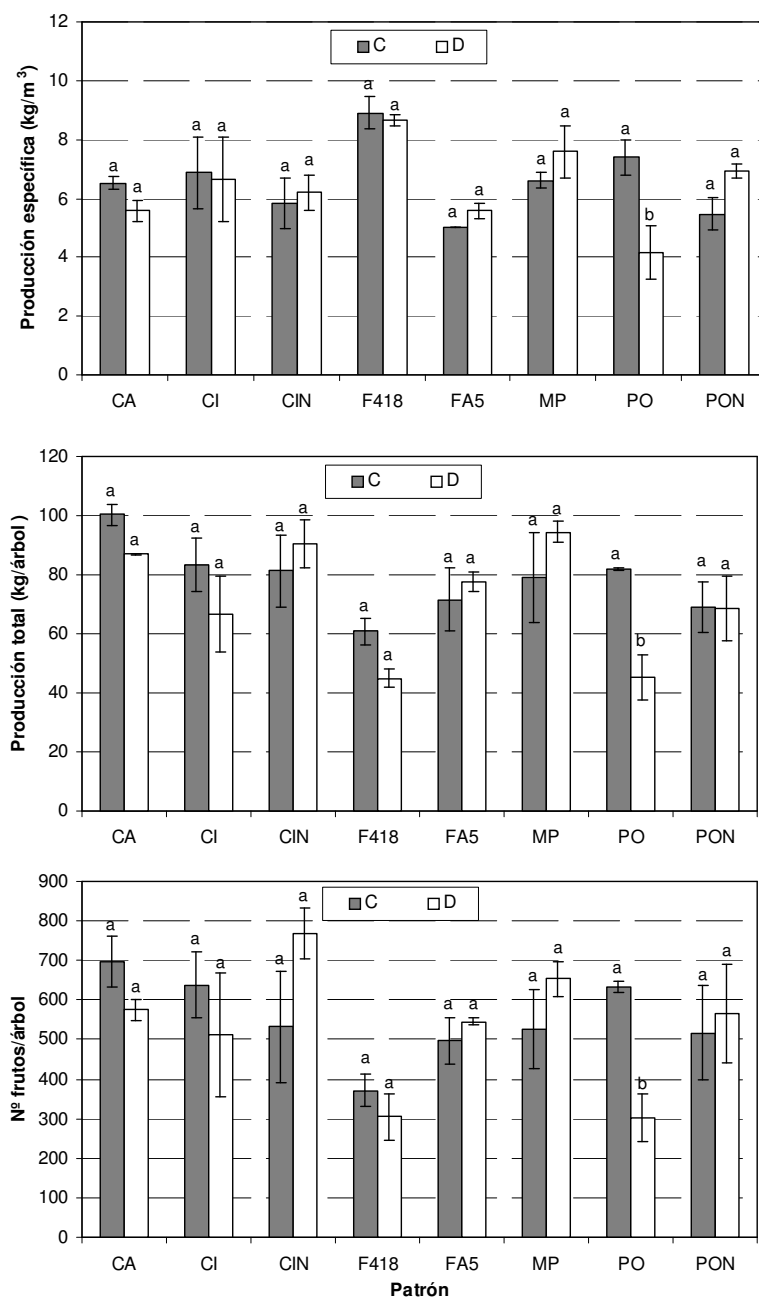 12
10
8
6
4
2
0
Producción específica (kg/m³)
C D
a a a a a a a a a a a a a b a a
CA CI CIN F418 FA5 MP PO PON
120
100
80
60
40
20
0
Producción total (kg/árbol)
C D
a a a a a a a a a a a a a b a a
CA CI CIN F418 FA5 MP PO PON
900
800
700
600
500
400
300
200
100
0
Nº frutos/árbol
C D
a a a a a a a a a a a a a b a a
CA CI CIN F418 FA5 MP PO PON
Patrón